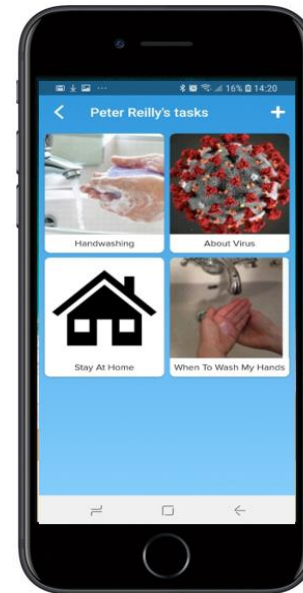 16% 14:20
Peter Reilly's tasks
Handwashing
About Virus
Stay At Home
When To Wash My Hands